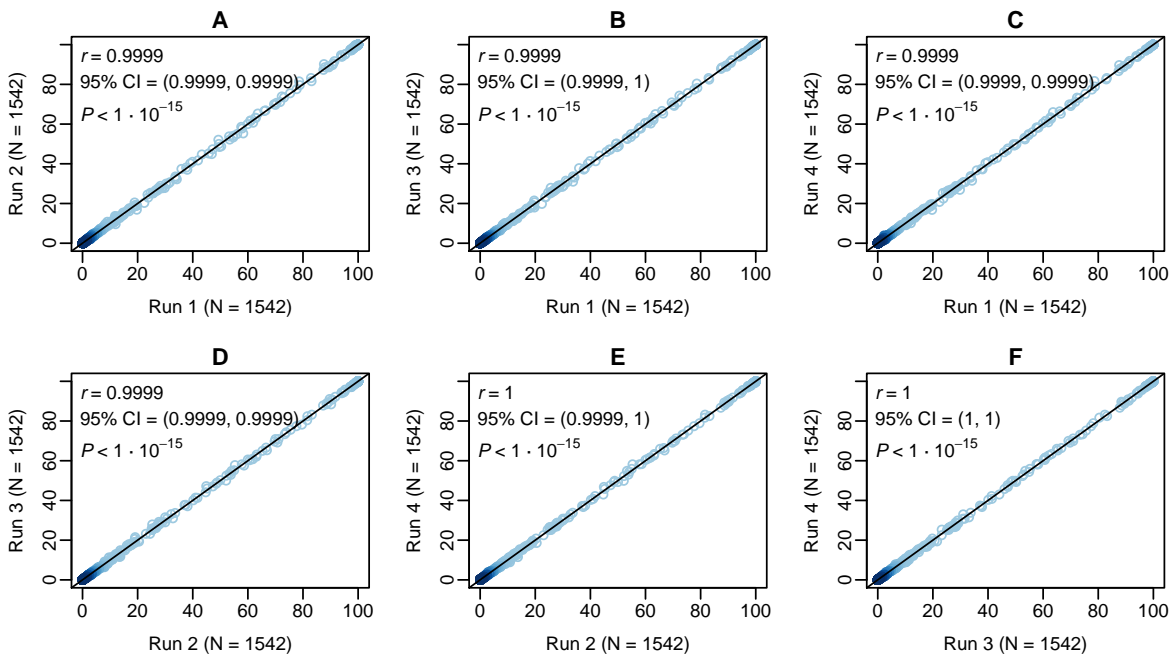 A
r = 0.9999
95% CI = (0.9999, 0.9999)
P < 1 · 10⁻¹⁵
Run 2 (N = 1542)
0 20 40 60 80
0 20 40 60 80 100
Run 1 (N = 1542)
B
r = 0.9999
95% CI = (0.9999, 1)
P < 1 · 10⁻¹⁵
Run 3 (N = 1542)
0 20 40 60 80
0 20 40 60 80 100
Run 1 (N = 1542)
C
r = 0.9999
95% CI = (0.9999, 0.9999)
P < 1 · 10⁻¹⁵
Run 4 (N = 1542)
0 20 40 60 80
0 20 40 60 80 100
Run 1 (N = 1542)
D
r = 0.9999
95% CI = (0.9999, 0.9999)
P < 1 · 10⁻¹⁵
Run 3 (N = 1542)
0 20 40 60 80
0 20 40 60 80 100
Run 2 (N = 1542)
E
r = 1
95% CI = (0.9999, 1)
P < 1 · 10⁻¹⁵
Run 4 (N = 1542)
0 20 40 60 80
0 20 40 60 80 100
Run 2 (N = 1542)
F
r = 1
95% CI = (1, 1)
P < 1 · 10⁻¹⁵
Run 4 (N = 1542)
0 20 40 60 80
0 20 40 60 80 100
Run 3 (N = 1542)